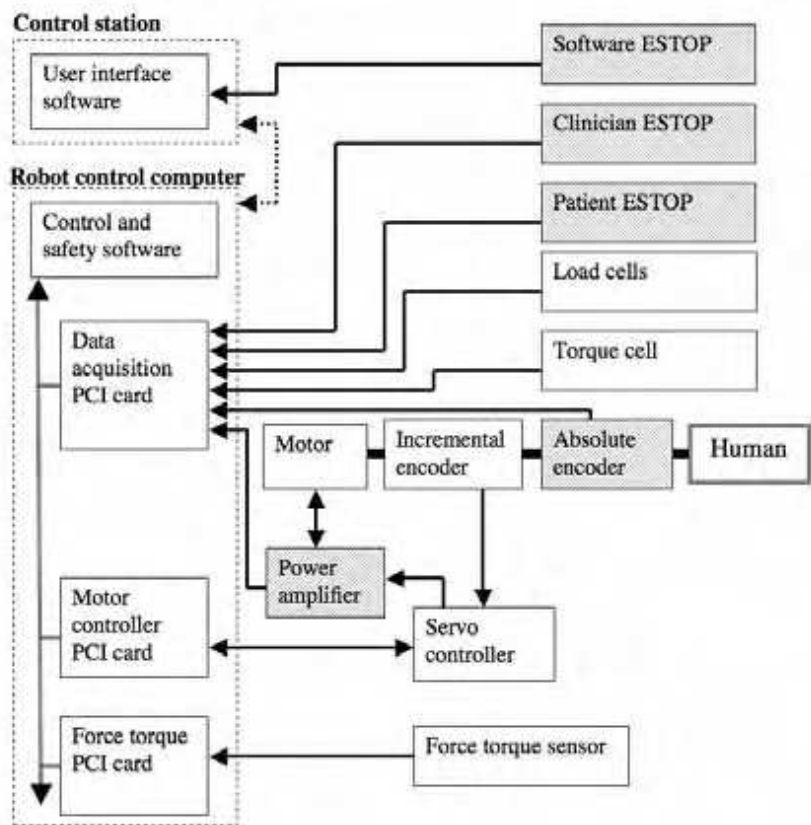 Control station
User interface
software
Software ESTOP
Clinician ESTOP
Patient ESTOP
Load cells
Torque cell
Robot control computer
Control and
safety software
Data
acquisition
PCI card
Motor
Incremental
encoder
Absolute
encoder
Human
Power
amplifier
Motor
controller
PCI card
Servo
controller
Force torque
PCI card
Force torque sensor